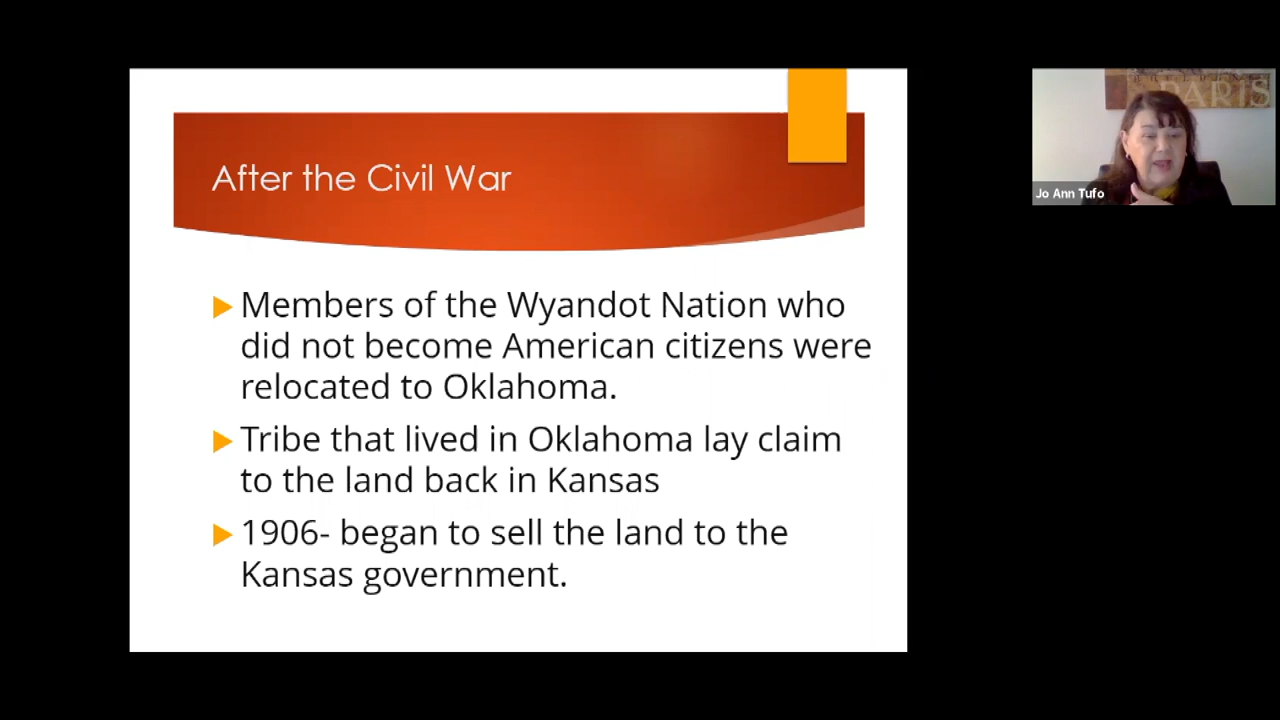 After the Civil War
Members of the Wyandot Nation who
did not become American citizens were
relocated to Oklahoma.
Tribe that lived in Oklahoma lay claim
to the land back in Kansas
1906- began to sell the land to the
Kansas government.
PARIS
Jo Ann Tufo